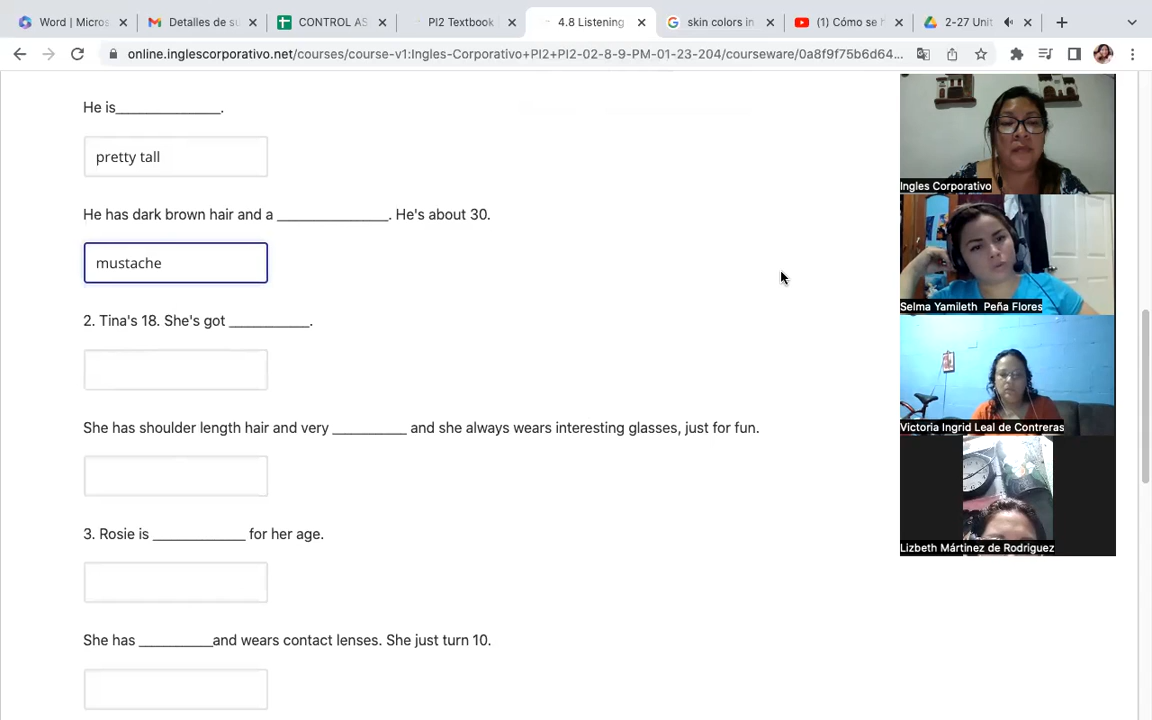 Word | Micros
Detalles de su
CONTROL AS
PI2 Textbook
4.8 Listening
skin colors in
(1) Cómo se h
2-27 Unit
online.inglescorporativo.net/courses/course-v1:Ingles-Corporativo+PI2+PI2-02-8-9-PM-01-23-204/courseware/0a8f9f75b6d64...
He is______________.
pretty tall
He has dark brown hair and a ______________. He's about 30.
mustache
2. Tina's 18. She's got __________.
She has shoulder length hair and very _________ and she always wears interesting glasses, just for fun.
3. Rosie is ___________ for her age.
She has _________and wears contact lenses. She just turn 10.
Ingles Corporativo
Selma Yamileth Peña Flores
Victoria Ingrid Leal de Contreras
Lizbeth Mártinez de Rodriguez